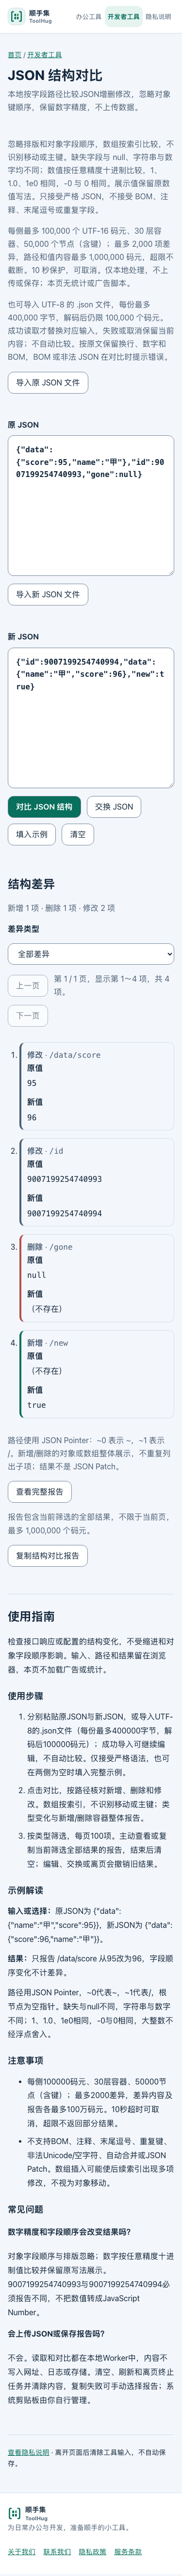 顺手集
ToolHug
办公工具
开发者工具
隐私说明
首页 / 开发者工具
JSON 结构对比
本地按字段路径比较JSON增删修改，忽略对象
键顺序，保留数字精度，不上传数据。
忽略排版和对象字段顺序，数组按索引比较，不
识别移动或主键。缺失字段与 null、字符串与数
字均不同；数值按任意精度十进制比较，1、
1.0、1e0 相同，-0 与 0 相同。展示值保留原数
值写法。只接受严格 JSON，不接受 BOM、注
释、末尾逗号或重复字段。
每侧最多 100,000 个 UTF-16 码元、30 层容
器、50,000 个节点（含键）；最多 2,000 项差
异，路径和值内容最多 1,000,000 码元，超限不
截断。10 秒保护，可取消。仅本地处理，不上
传或保存；本页无统计或广告脚本。
也可导入 UTF-8 的 .json 文件，每份最多
400,000 字节，解码后仍限 100,000 个码元。
成功读取才替换对应输入，失败或取消保留当前
内容；不自动比较。按原文保留换行、数字和
BOM，BOM 或非法 JSON 在对比时提示错误。
导入原 JSON 文件
原 JSON
{"data":
{"score":95,"name":"甲"},"id":90
07199254740993,"gone":null}
导入新 JSON 文件
新 JSON
{"id":9007199254740994,"data":
{"name":"甲","score":96},"new":t
rue}
对比 JSON 结构
交换 JSON
填入示例
清空
结构差异
新增 1 项 · 删除 1 项 · 修改 2 项
差异类型
全部差异
上一页
第 1 / 1 页，显示第 1～4 项，共 4
项。
下一页
1. 修改 · /data/score
原值
95
新值
96
2. 修改 · /id
原值
9007199254740993
新值
9007199254740994
3. 删除 · /gone
原值
null
新值
（不存在）
4. 新增 · /new
原值
（不存在）
新值
true
路径使用 JSON Pointer：~0 表示 ~，~1 表示
/。新增/删除的对象或数组整体展示，不重复列
出子项；结果不是 JSON Patch。
查看完整报告
报告包含当前筛选的全部结果，不限于当前页，
最多 1,000,000 个码元。
复制结构对比报告
使用指南
检查接口响应或配置的结构变化，不受缩进和对
象字段顺序影响。输入、路径和结果留在浏览
器，本页不加载广告或统计。
使用步骤
1. 分别粘贴原JSON与新JSON，或导入UTF-
8的.json文件（每份最多400000字节，解
码后100000码元）；成功导入可继续编
辑，不自动比较。仅接受严格语法，也可
在两侧为空时填入完整示例。
2. 点击对比，按路径核对新增、删除和修
改。数组按索引，不识别移动或主键；类
型变化与新增/删除容器整体报告。
3. 按类型筛选，每页100项。主动查看或复
制当前筛选全部结果的报告，结果后清
空；编辑、交换或离页会撤销旧结果。
示例解读
输入或选择：原JSON为 {"data":
{"name":"甲","score":95}}，新JSON为 {"data":
{"score":96,"name":"甲"}}。
结果：只报告 /data/score 从95改为96，字段顺
序变化不计差异。
路径用JSON Pointer，~0代表~，~1代表/，根
节点为空指针。缺失与null不同，字符串与数字
不同；1、1.0、1e0相同，-0与0相同，大整数不
经浮点舍入。
注意事项
• 每侧100000码元、30层容器、50000节
点（含键）；最多2000差异，差异内容及
报告各最多100万码元。10秒超时可取
消，超限不返回部分结果。
• 不支持BOM、注释、末尾逗号、重复键、
非法Unicode/空字符、自动合并或JSON
Patch。数组插入可能使后续索引出现多项
修改，不视为对象移动。
常见问题
数字精度和字段顺序会改变结果吗？
对象字段顺序与排版忽略；数字按任意精度十进
制值比较并保留原写法展示。
9007199254740993与9007199254740994必
须报告不同，不把数值转成JavaScript
Number。
会上传JSON或保存报告吗？
不会。读取和对比都在本地Worker中，内容不
写入网址、日志或存储。清空、刷新和离页终止
任务并清除内容，复制失败可手动选择报告；系
统剪贴板由你自行管理。
查看隐私说明 · 离开页面后清除工具输入，不自动保
存。
顺手集
ToolHug
为日常办公与开发，准备顺手的小工具。
关于我们
联系我们
隐私政策
服务条款